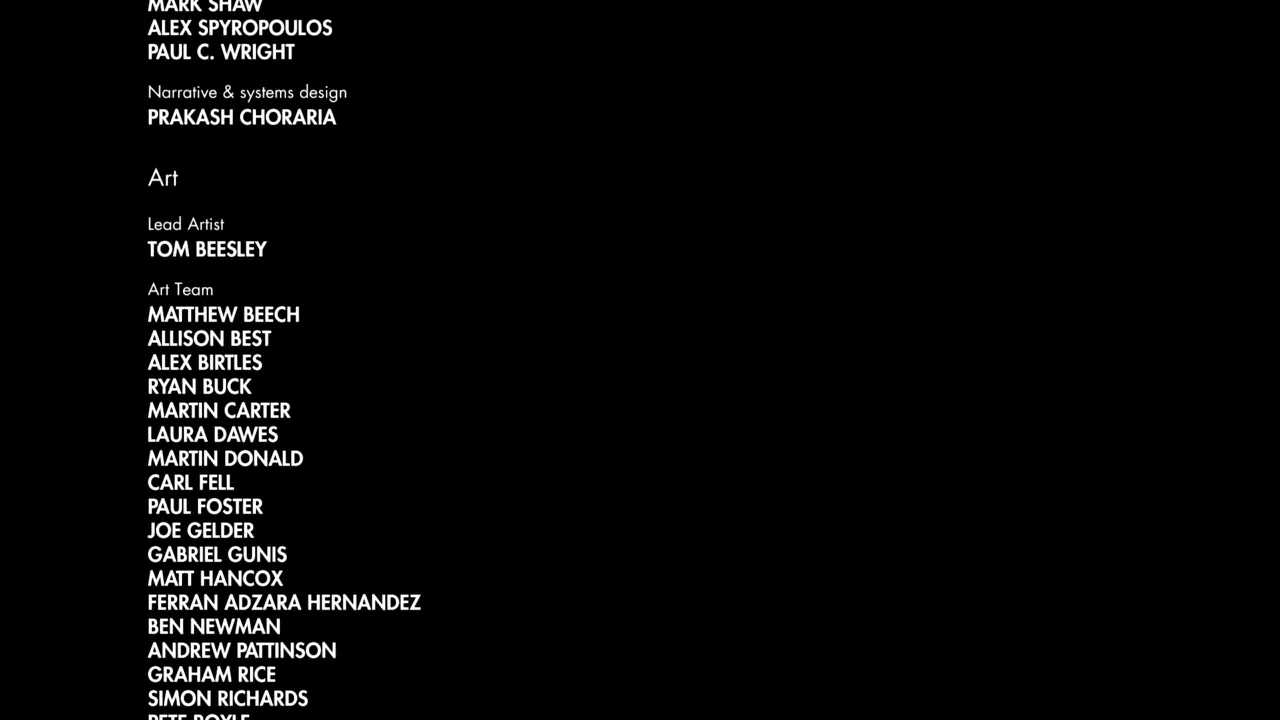 MARK SHAW
ALEX SPYROPOULOS
PAUL C. WRIGHT
Narrative & systems design
PRAKASH CHORARIA
Art
Lead Artist
TOM BEESLEY
Art Team
MATTHEW BEECH
ALLISON BEST
ALEX BIRTLES
RYAN BUCK
MARTIN CARTER
LAURA DAWES
MARTIN DONALD
CARL FELL
PAUL FOSTER
JOE GELDER
GABRIEL GUNIS
MATT HANCOX
FERRAN ADZARA HERNANDEZ
BEN NEWMAN
ANDREW PATTINSON
GRAHAM RICE
SIMON RICHARDS